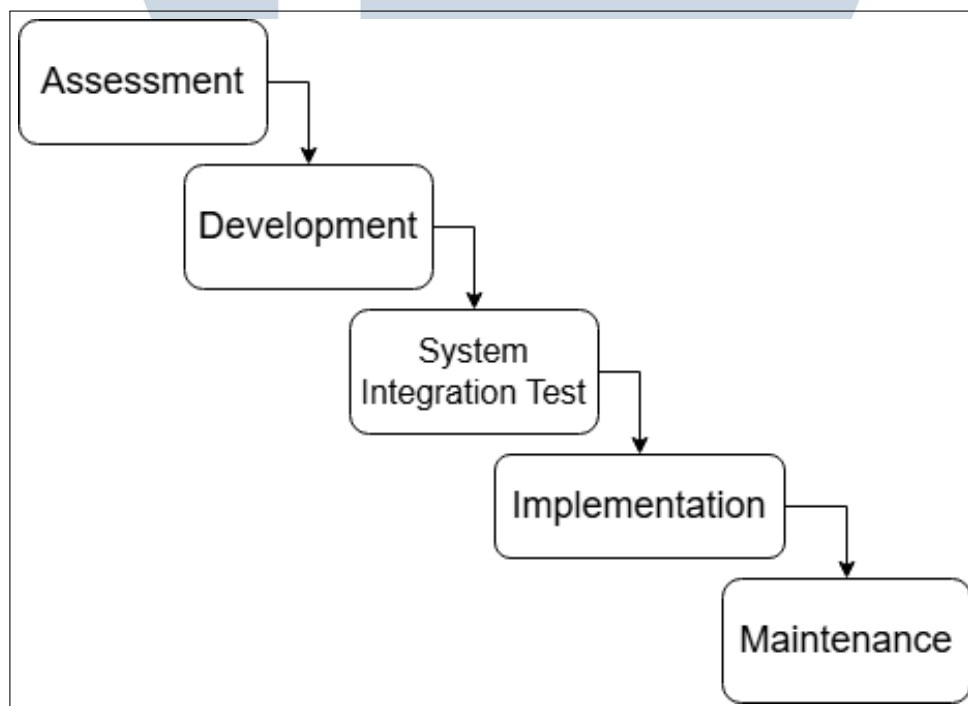 Assessment
Development
System
Integration Test
Implementation
Maintenance